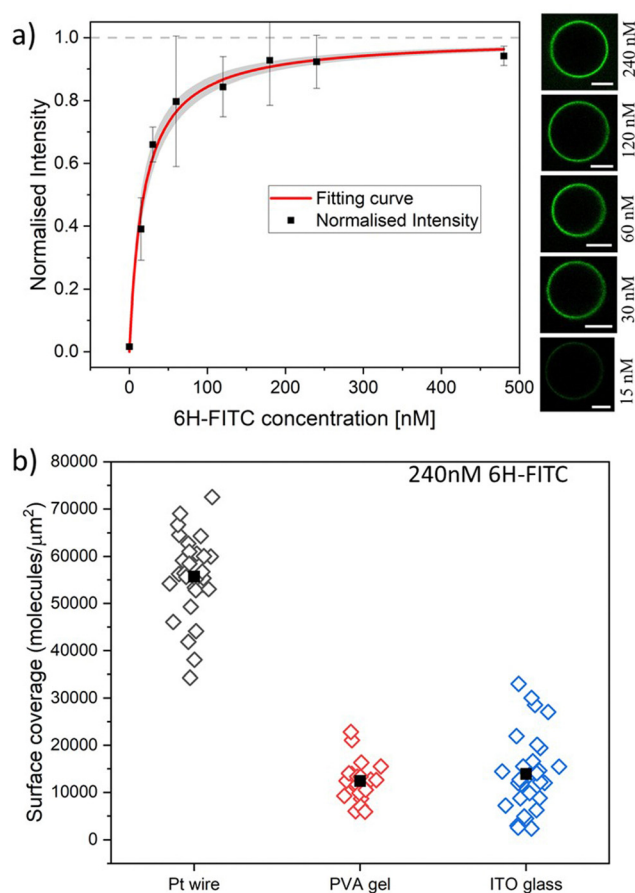 a)
1.0
0.8
0.6
0.4
0.2
0.0
Normalised Intensity
Fitting curve
Normalised Intensity
0
100
200
300
400
500
6H-FITC concentration [nM]
240 nM
120 nM
60 nM
30 nM
15 nM
b)
240nM 6H-FITC
80000
70000
60000
50000
40000
30000
20000
10000
0
Surface coverage (molecules/μm²)
Pt wire
PVA gel
ITO glass